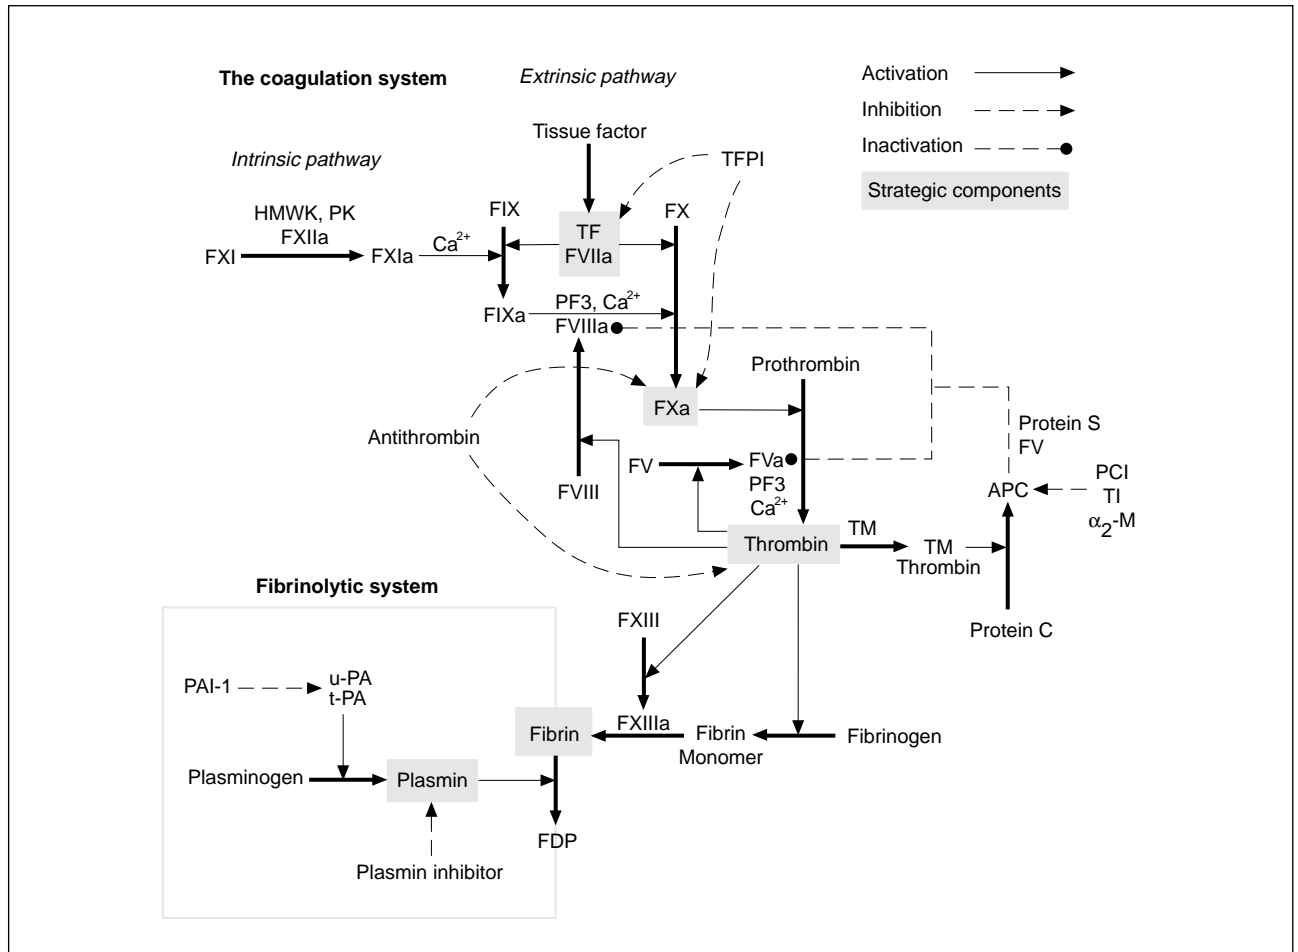 The coagulation system
Extrinsic pathway
Activation
Inhibition
Inactivation
Strategic components
Tissue factor
Intrinsic pathway
TFPI
HMWK, PK
FXIIa
FXI
FXIa
Ca2+
FIX
TF
FVIIa
FX
FIXa
PF3, Ca2+
FVIIIa
Prothrombin
FXa
Antithrombin
Protein S
FV
FV
FVa
PF3
Ca2+
FVIII
APC
PCI
TI
α2-M
Thrombin
TM
TM
Thrombin
Protein C
Fibrinolytic system
FXIII
PAI-1
u-PA
t-PA
FXIIIa
Fibrin
Fibrin
Monomer
Fibrinogen
Plasminogen
Plasmin
FDP
Plasmin inhibitor